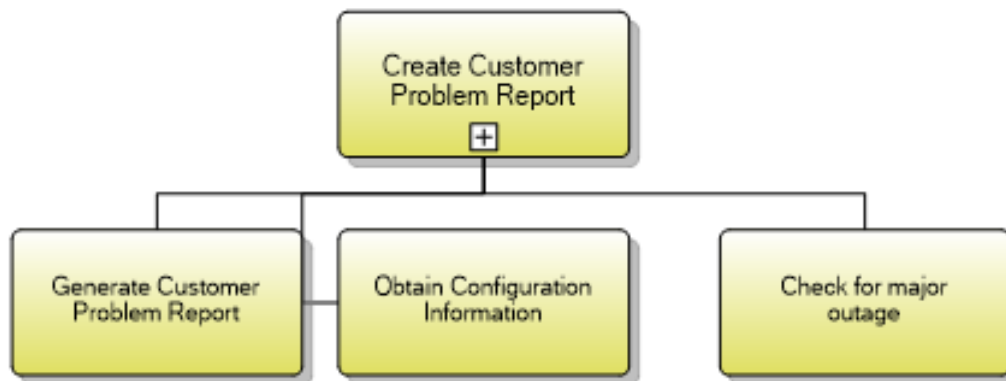 Create Customer
Problem Report
Generate Customer
Problem Report
Obtain Configuration
Information
Check for major
outage